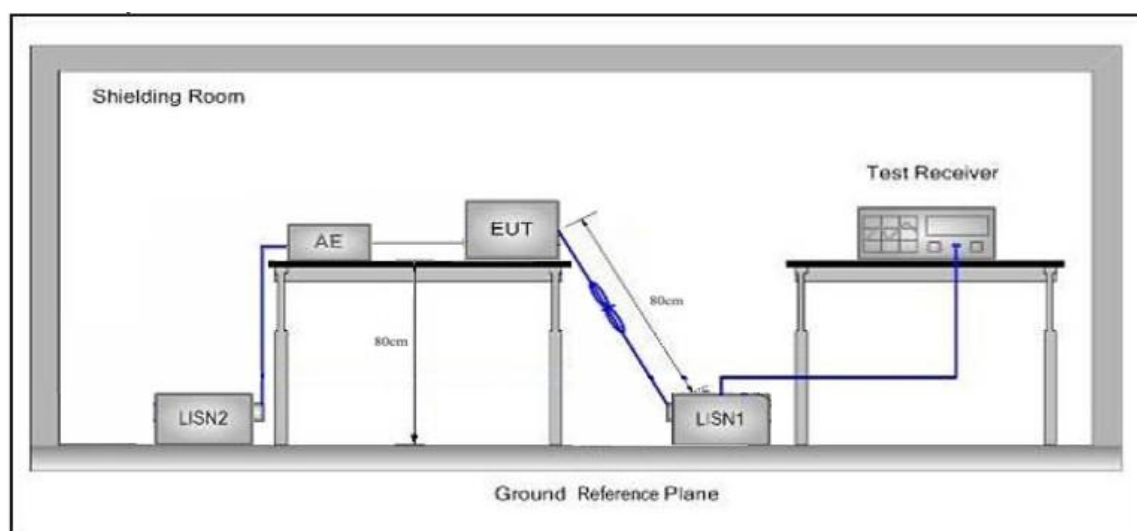 Shielding Room
Test Receiver
EUT
AE
80cm
80cm
LISN2
LISN1
Ground Reference Plane